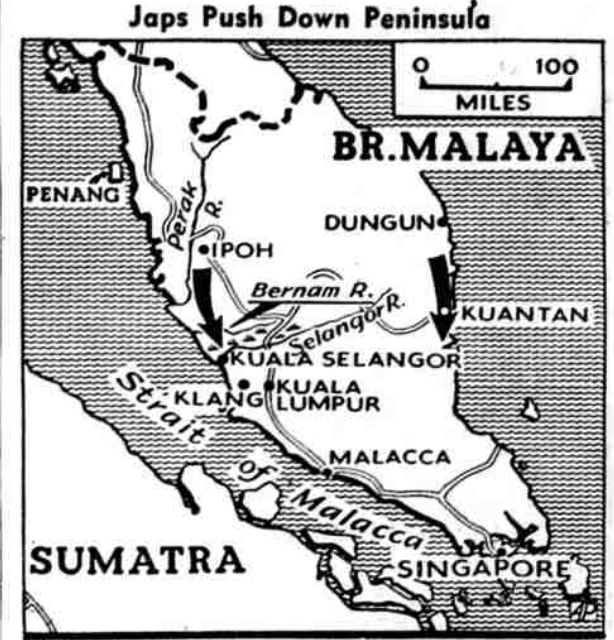 Japs Push Down Peninsula
0 100
MILES
BR. MALAYA
PENANG
Perak R.
DUNGUN
IPOH
Bernam R.
Selangor R.
KUANTAN
KUALA SELANGOR
KLANG
KUALA
LUMPUR
Strait of Malacca
MALACCA
SUMATRA
SINGAPORE